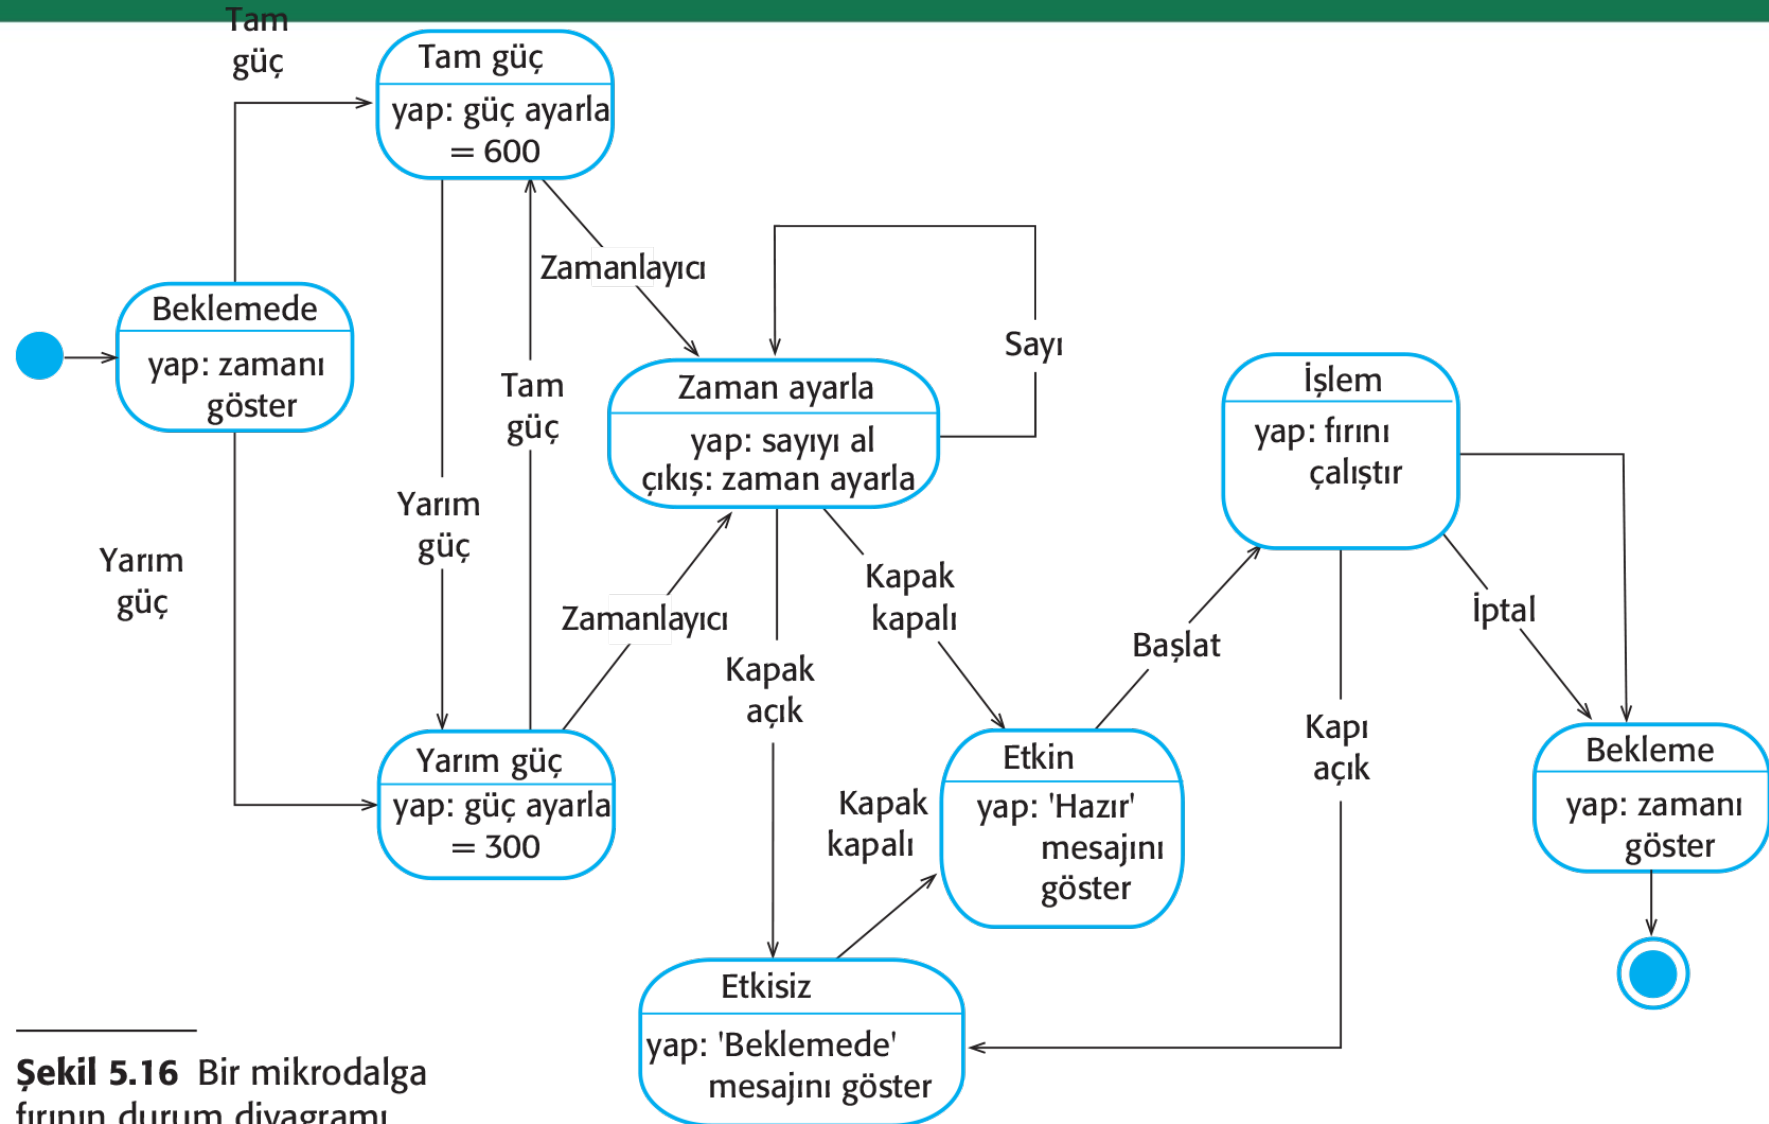 Tam
güç
Tam güç
yap: güç ayarla
= 600
Zamanlayıcı
Beklemede
yap: zamanı
göster
Sayı
Tam
güç
Zaman ayarla
yap: sayıyı al
çıkış: zaman ayarla
İşlem
yap: fırını
çalıştır
Yarım
güç
Yarım
güç
Zamanlayıcı
Kapak
kapalı
Kapak
açık
Başlat
İptal
Kapı
açık
Yarım güç
yap: güç ayarla
= 300
Kapak
kapalı
Etkin
yap: 'Hazır'
mesajını
göster
Bekleme
yap: zamanı
göster
Etkisiz
yap: 'Beklemede'
mesajını göster
Şekil 5.16 Bir mikrodalga
fırının durum diyagramı